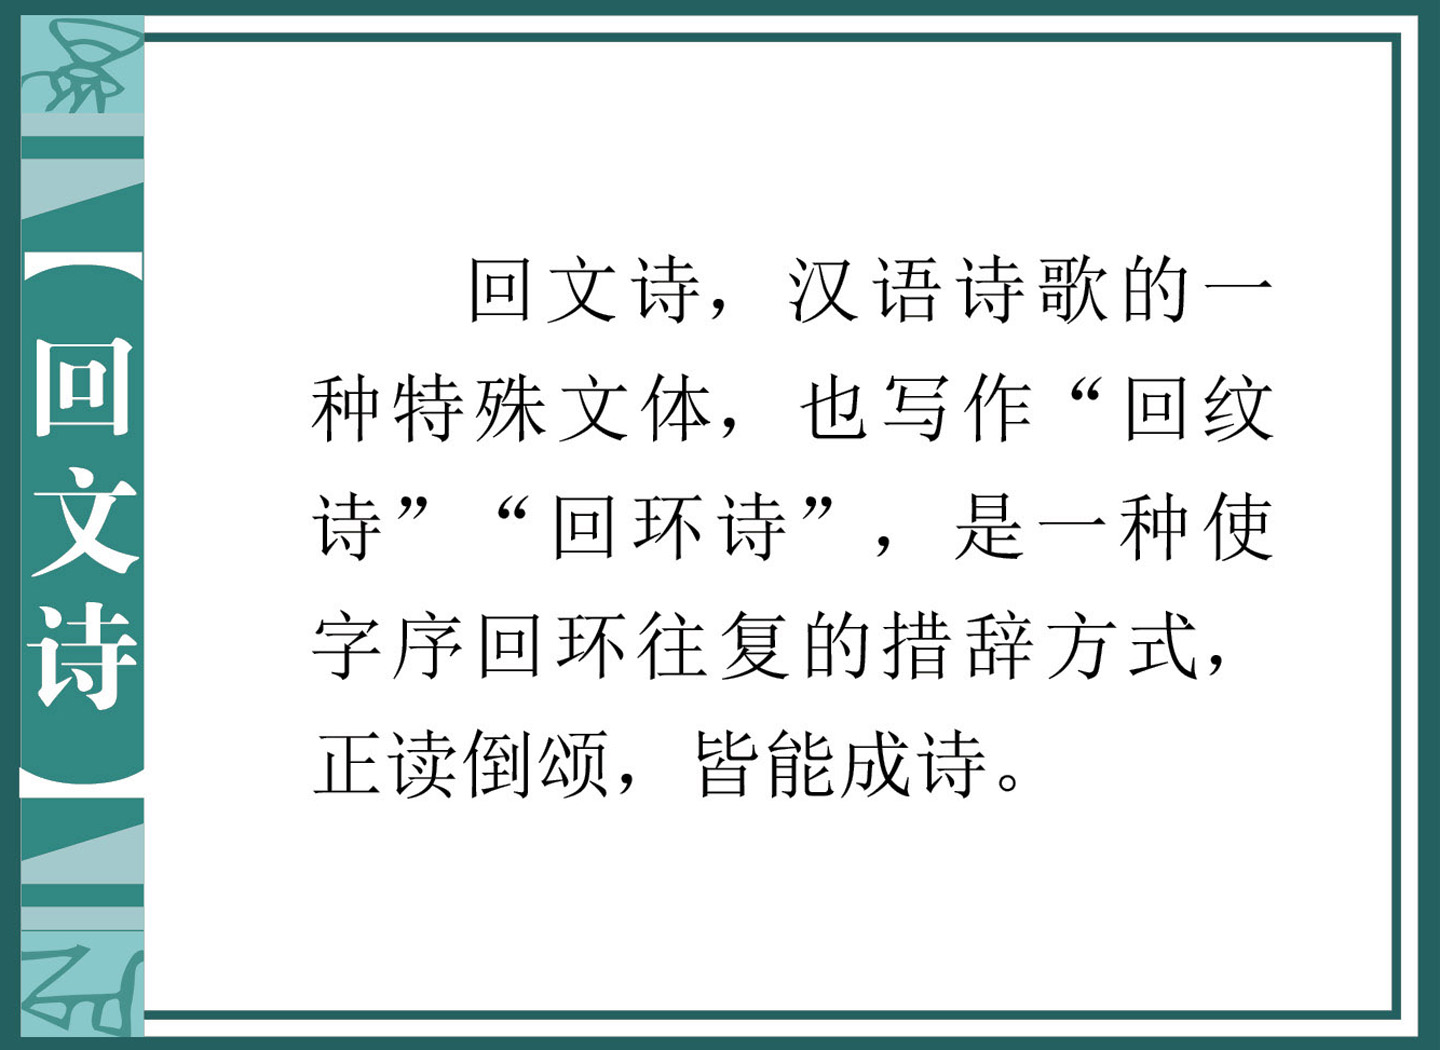 回文诗
回文诗，汉语诗歌的一
种特殊文体，也写作“回纹
诗”“回环诗”，是一种使
字序回环往复的措辞方式，
正读倒颂，皆能成诗。